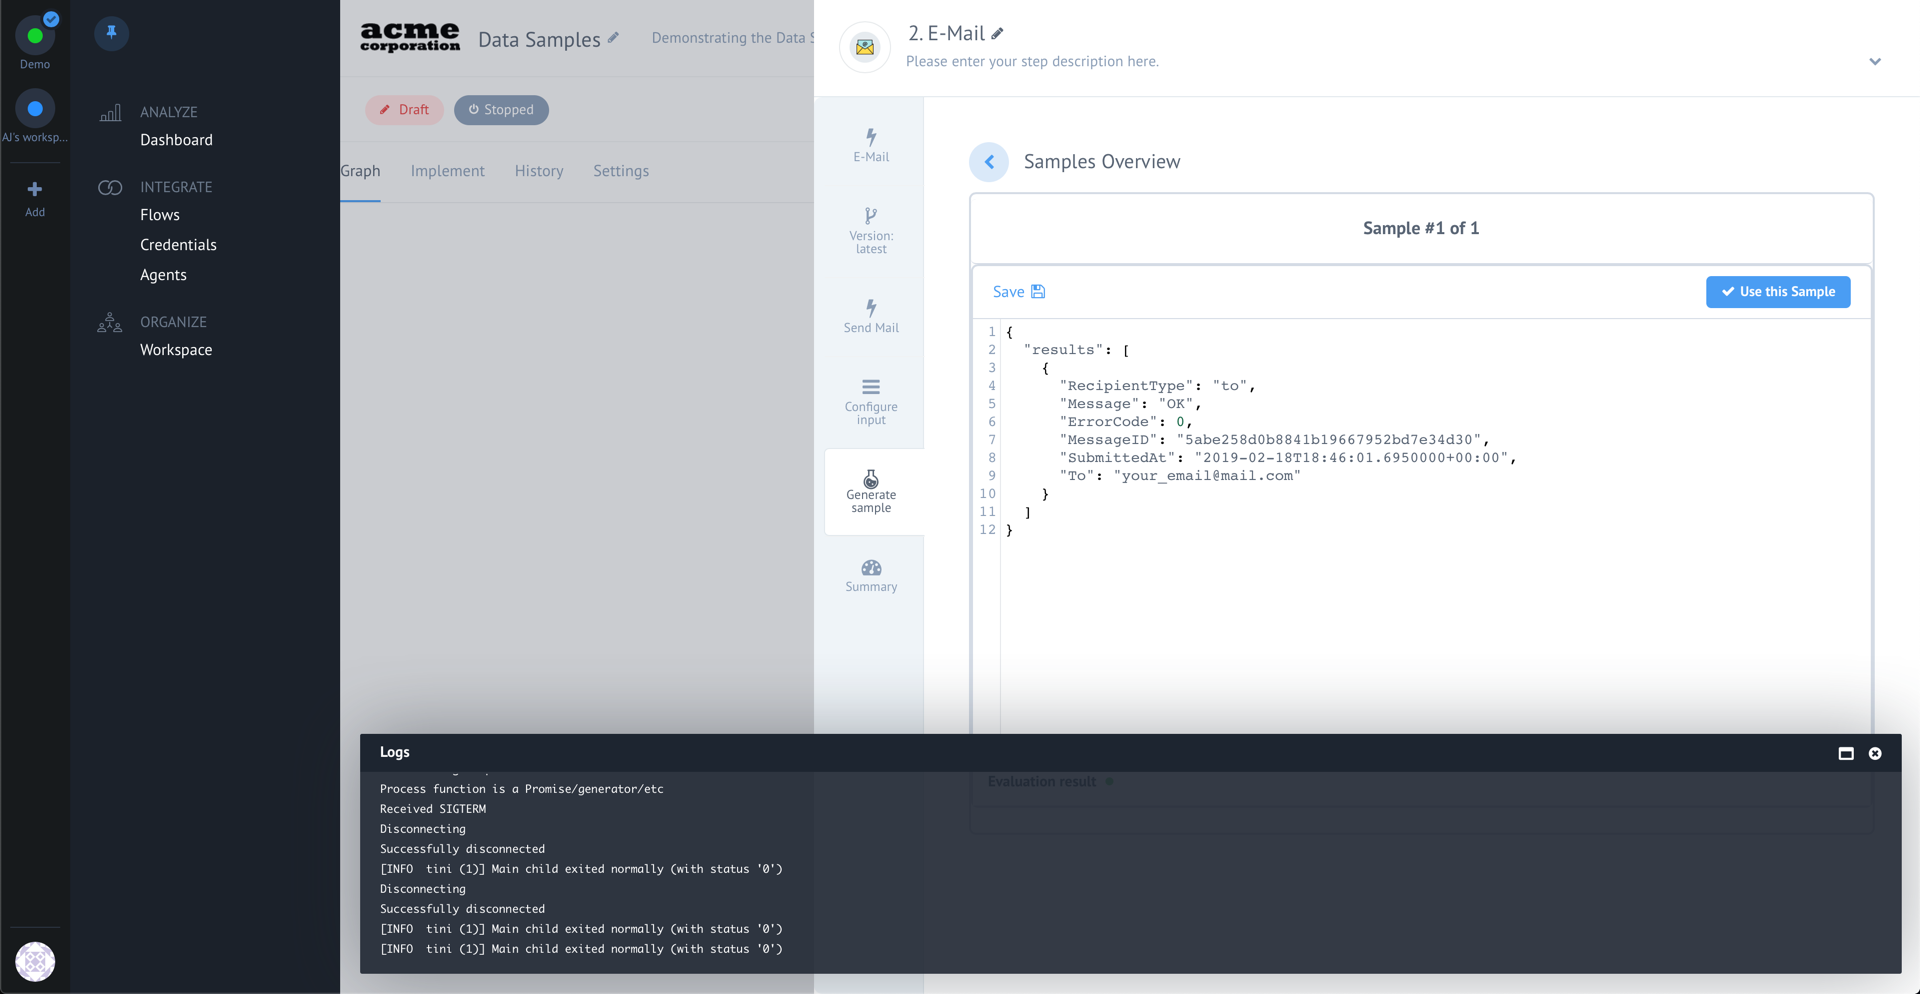 Demo
AJ's worksp...
Add
ANALYZE
Dashboard
INTEGRATE
Flows
Credentials
Agents
ORGANIZE
Workspace
acme
corporation
Data Samples
Demonstrating the Data S
Draft
Stopped
Graph
Implement
History
Settings
2. E-Mail
Please enter your step description here.
E-Mail
Version:
latest
Send Mail
Configure
input
Generate
sample
Summary
Samples Overview
Sample #1 of 1
Save
Use this Sample
1 {
2 "results": [
3 {
4 "RecipientType": "to",
5 "Message": "OK",
6 "ErrorCode": 0,
7 "MessageID": "5abe258d0b8841b19667952bd7e34d30",
8 "SubmittedAt": "2019-02-18T18:46:01.6950000+00:00",
9 "To": "your_email@mail.com"
10 }
11 ]
12 }
Logs
Evaluation result
Process function is a Promise/generator/etc
Received SIGTERM
Disconnecting
Successfully disconnected
[INFO  tini (1)] Main child exited normally (with status '0')
Disconnecting
Successfully disconnected
[INFO  tini (1)] Main child exited normally (with status '0')
[INFO  tini (1)] Main child exited normally (with status '0')